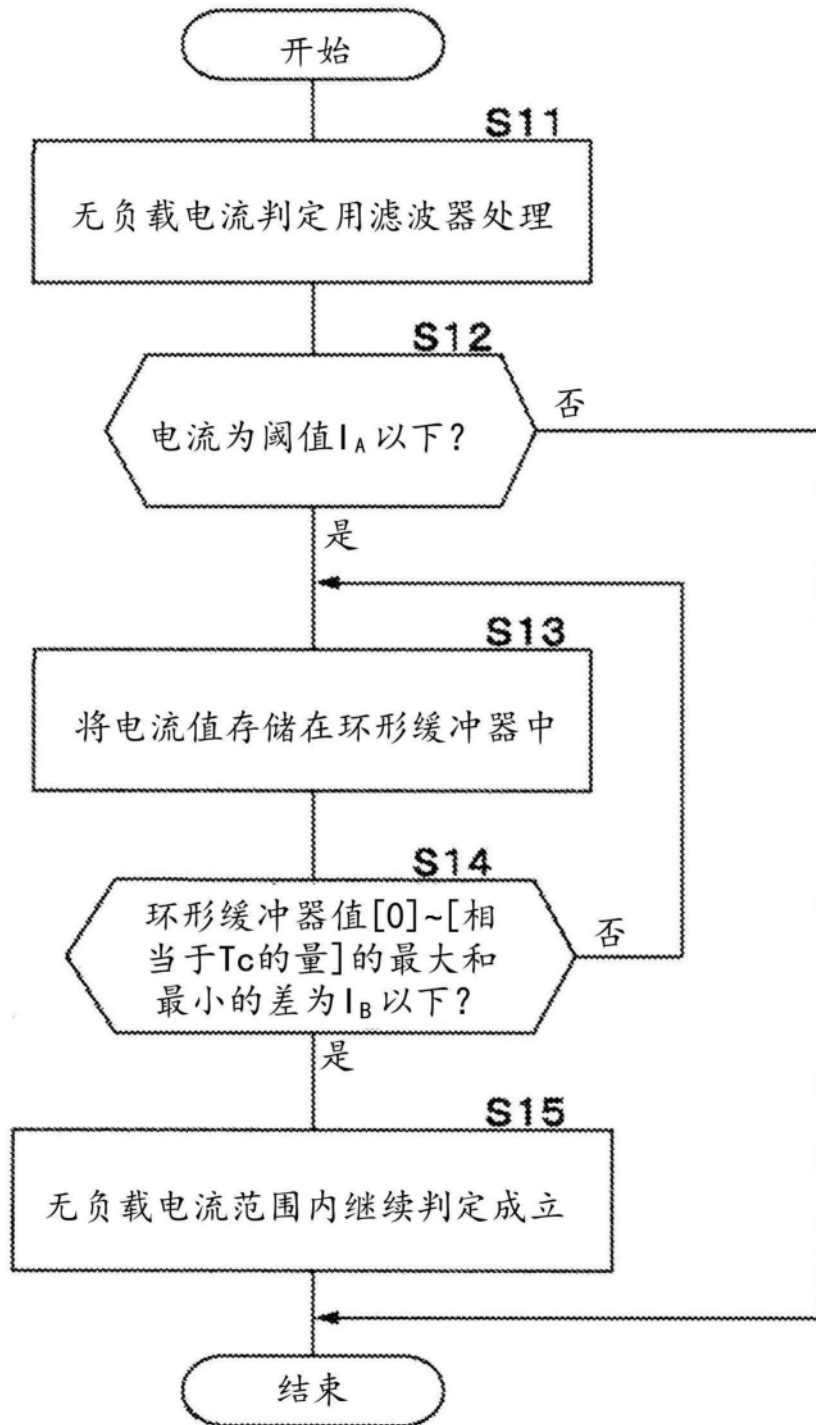 开始
S11
无负载电流判定用滤波器处理
S12
电流为阈值I_A以下?
否
是
S13
将电流值存储在环形缓冲器中
S14
环形缓冲器值[0]~[相
当于Tc的量]的最大和
最小的差为I_B以下?
否
是
S15
无负载电流范围内继续判定成立
结束